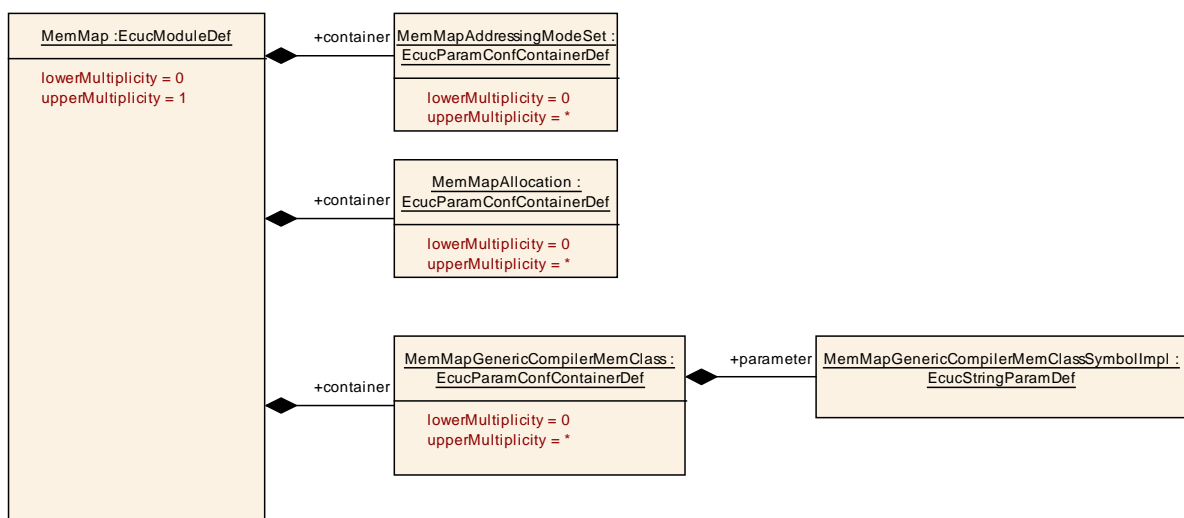 MemMap :EcucModuleDef
lowerMultiplicity = 0
upperMultiplicity = 1
+container
MemMapAddressingModeSet :
EcucParamConfContainerDef
lowerMultiplicity = 0
upperMultiplicity = *
+container
MemMapAllocation :
EcucParamConfContainerDef
lowerMultiplicity = 0
upperMultiplicity = *
+container
MemMapGenericCompilerMemClass :
EcucParamConfContainerDef
lowerMultiplicity = 0
upperMultiplicity = *
+parameter
MemMapGenericCompilerMemClassSymbolImpl :
EcucStringParamDef